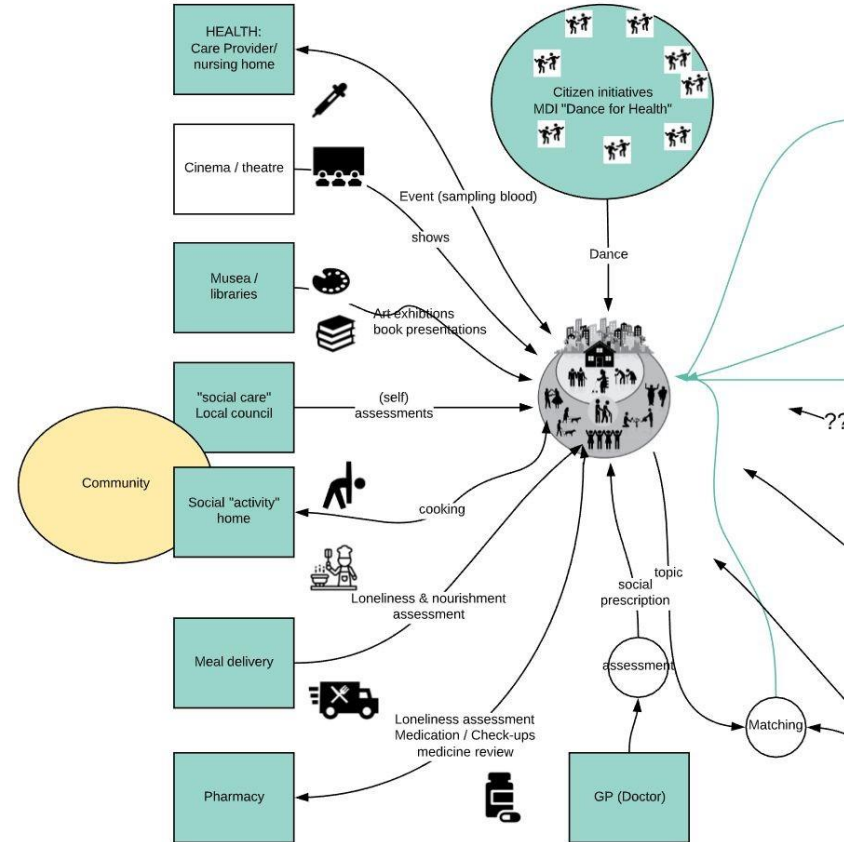 HEALTH:
Care Provider/
nursing home
Citizen initiatives
MDI "Dance for Health"
Cinema / theatre
Event (sampling blood)
shows
Dance
Musea /
libraries
Art exhibtions
book presentations
"social care"
Local council
(self)
assessments
??
Community
Social "activity"
home
cooking
Loneliness & nourishment
assessment
topic
social
prescription
Meal delivery
assessment
Loneliness assessment
Medication / Check-ups
medicine review
Matching
Pharmacy
GP (Doctor)